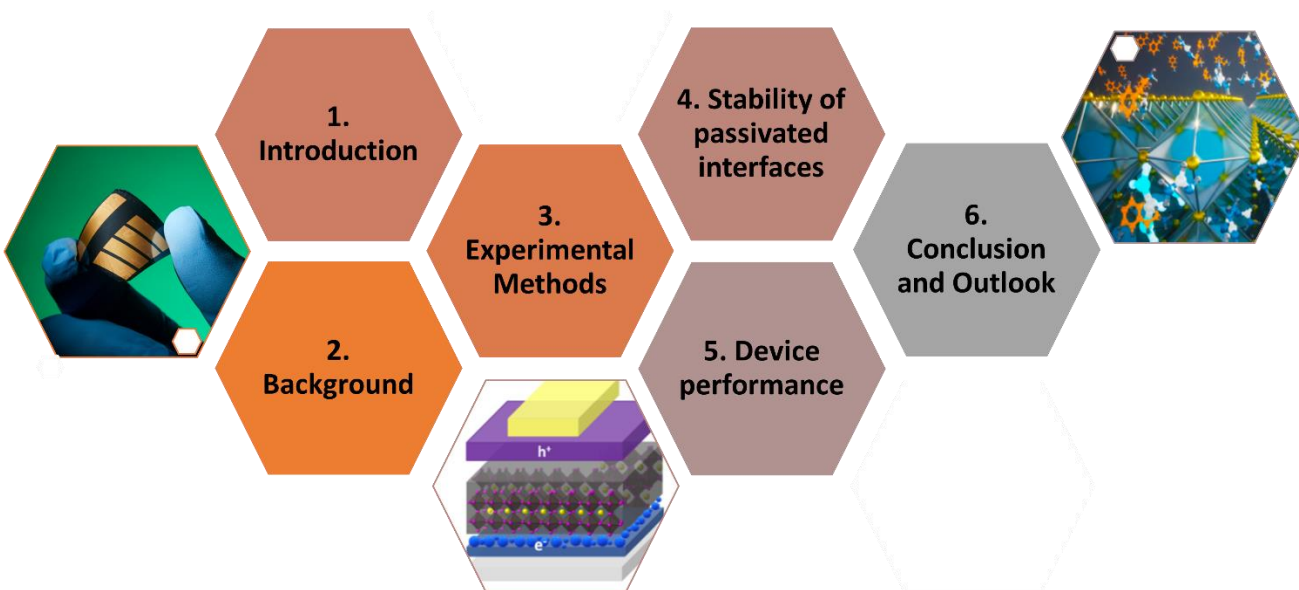 1.
Introduction
2.
Background
3.
Experimental
Methods
4. Stability of
passivated
interfaces
5. Device
performance
6.
Conclusion
and Outlook
h⁺
e⁻